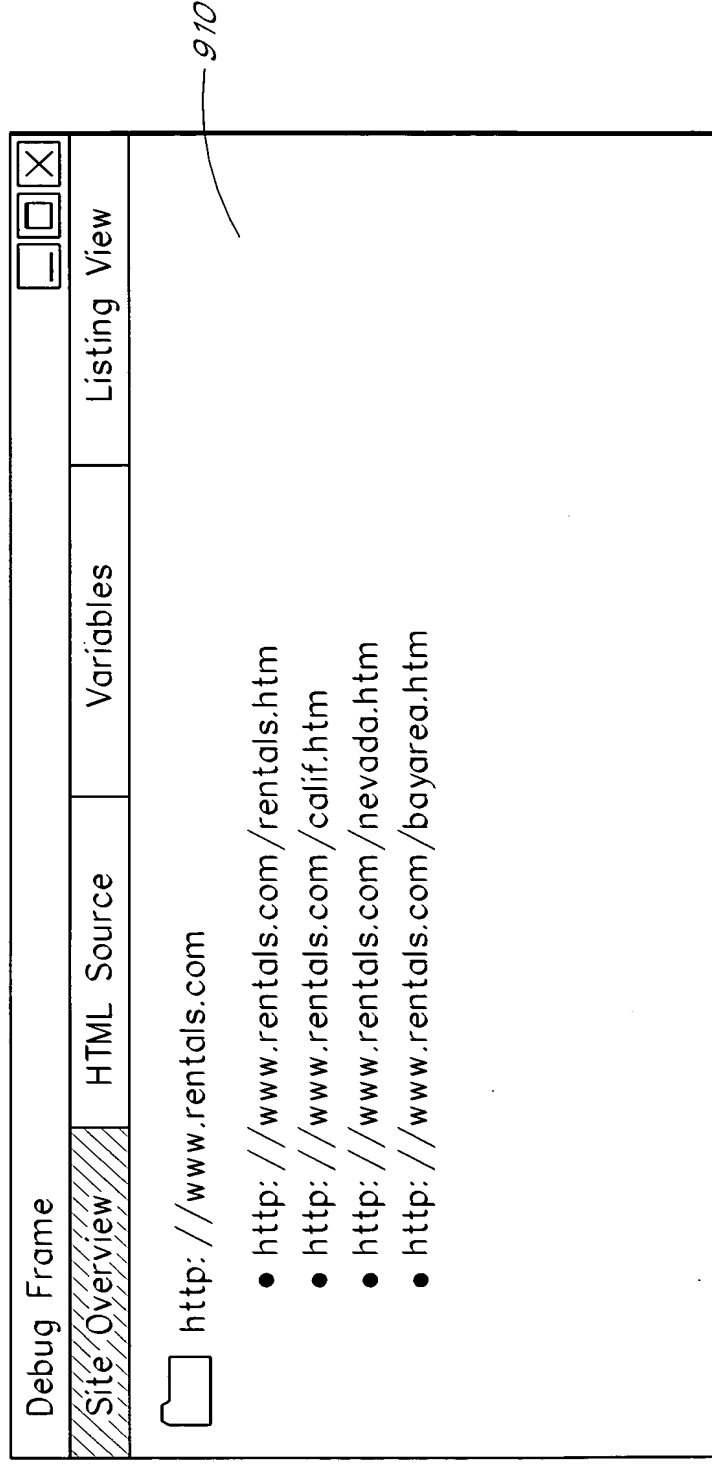 Debug Frame
Site Overview HTML Source Variables Listing View
http://www.rentals.com
• http://www.rentals.com/rentals.htm
• http://www.rentals.com/calif.htm
• http://www.rentals.com/nevada.htm
• http://www.rentals.com/bayarea.htm
910